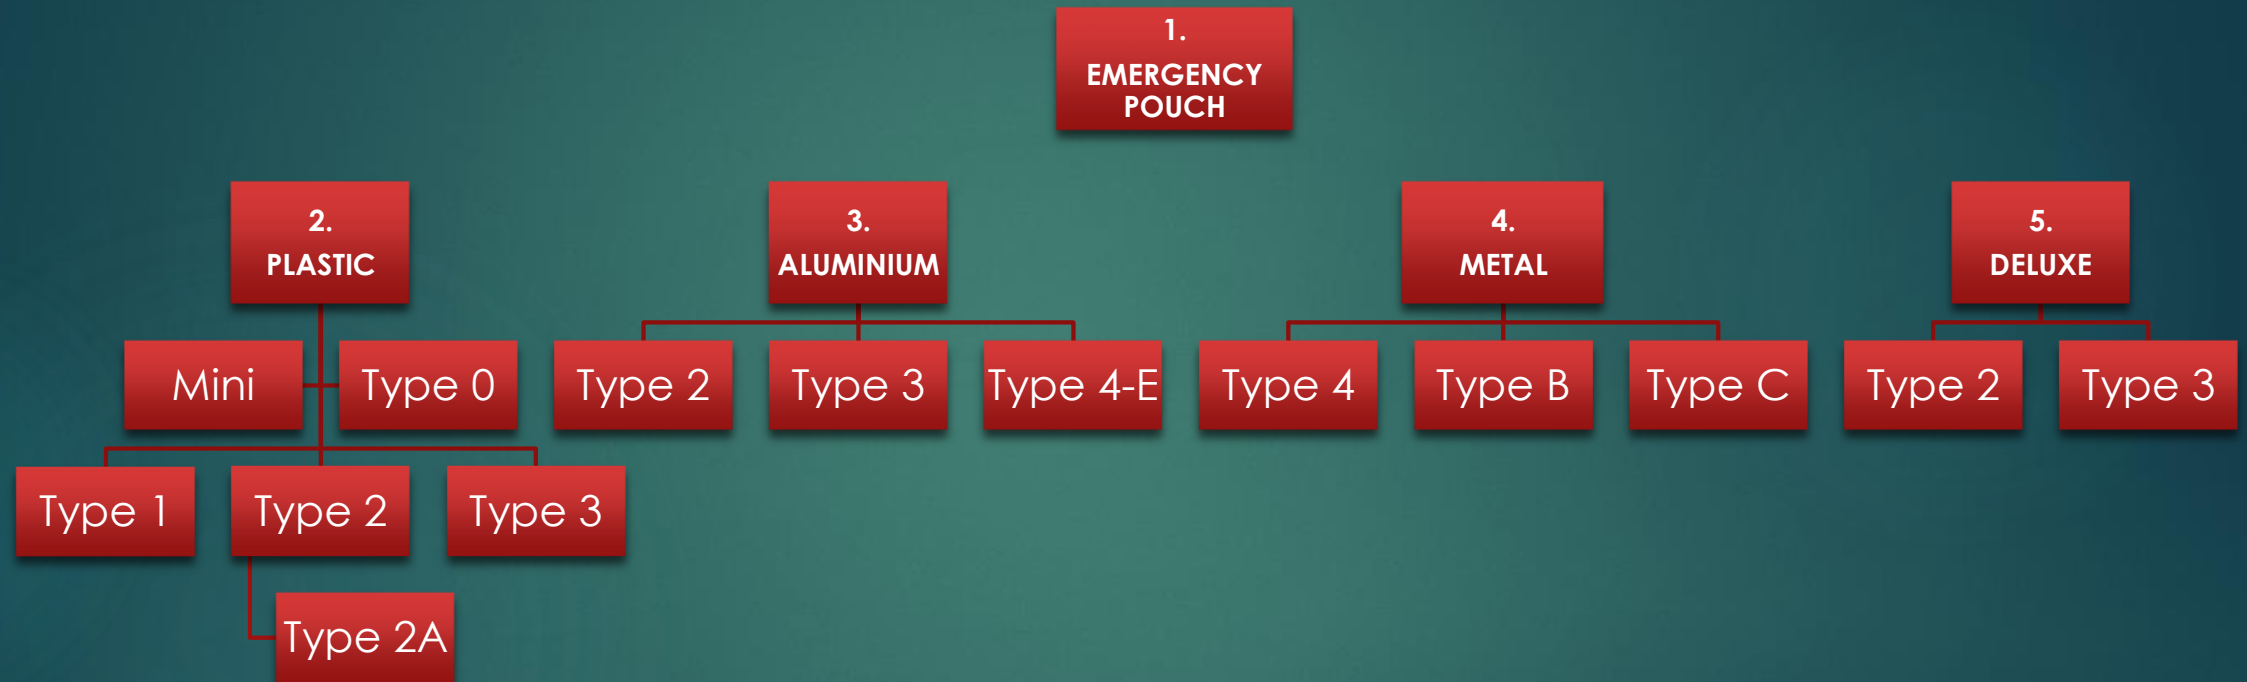 1.
EMERGENCY
POUCH
2.
PLASTIC
3.
ALUMINIUM
4.
METAL
5.
DELUXE
Mini
Type 0
Type 2
Type 3
Type 4-E
Type 4
Type B
Type C
Type 2
Type 3
Type 1
Type 2
Type 3
Type 2A